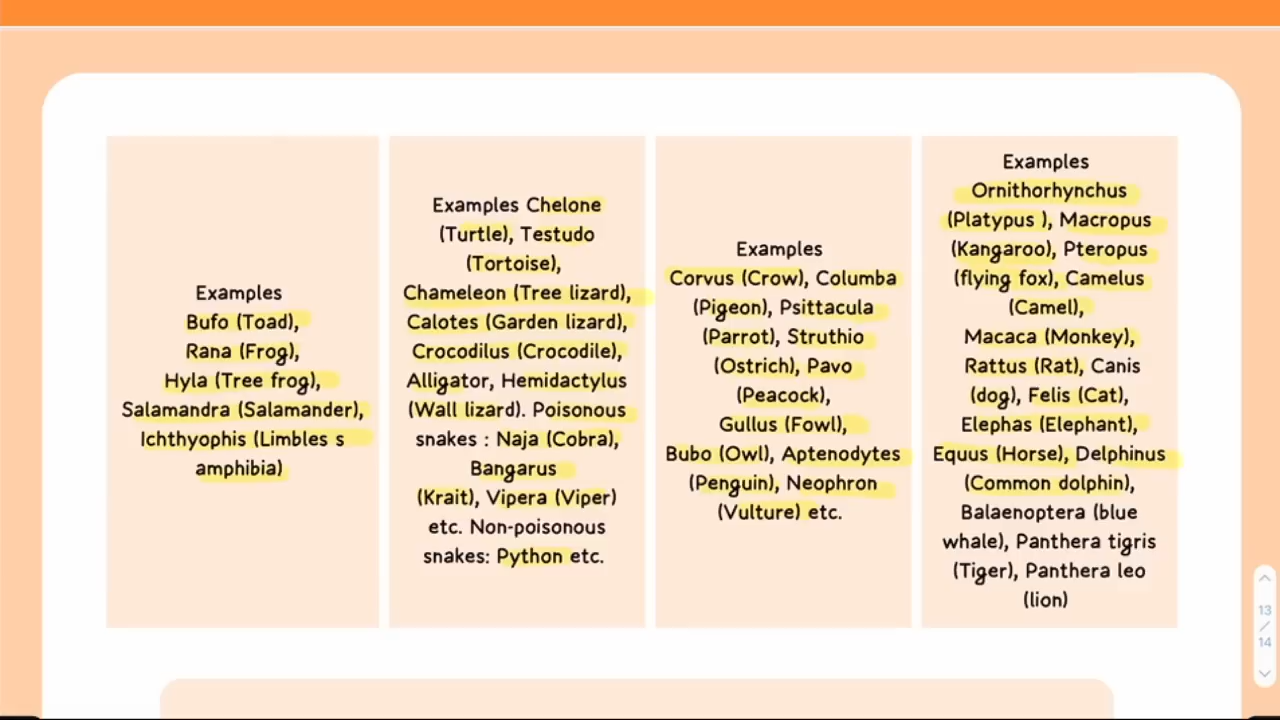 Examples
Bufo (Toad),
Rana (Frog),
Hyla (Tree frog),
Salamandra (Salamander),
Ichthyophis (Limbles s
amphibia)
Examples Chelone
(Turtle), Testudo
(Tortoise),
Chameleon (Tree lizard),
Calotes (Garden lizard),
Crocodilus (Crocodile),
Alligator, Hemidactylus
(Wall lizard). Poisonous
snakes : Naja (Cobra),
Bangarus
(Krait), Vipera (Viper)
etc. Non-poisonous
snakes: Python etc.
Examples
Corvus (Crow), Columba
(Pigeon), Psittacula
(Parrot), Struthio
(Ostrich), Pavo
(Peacock),
Gullus (Fowl),
Bubo (Owl), Aptenodytes
(Penguin), Neophron
(Vulture) etc.
Examples
Ornithorhynchus
(Platypus ), Macropus
(Kangaroo), Pteropus
(flying fox), Camelus
(Camel),
Macaca (Monkey),
Rattus (Rat), Canis
(dog), Felis (Cat),
Elephas (Elephant),
Equus (Horse), Delphinus
(Common dolphin),
Balaenoptera (blue
whale), Panthera tigris
(Tiger), Panthera leo
(lion)
13
/
14